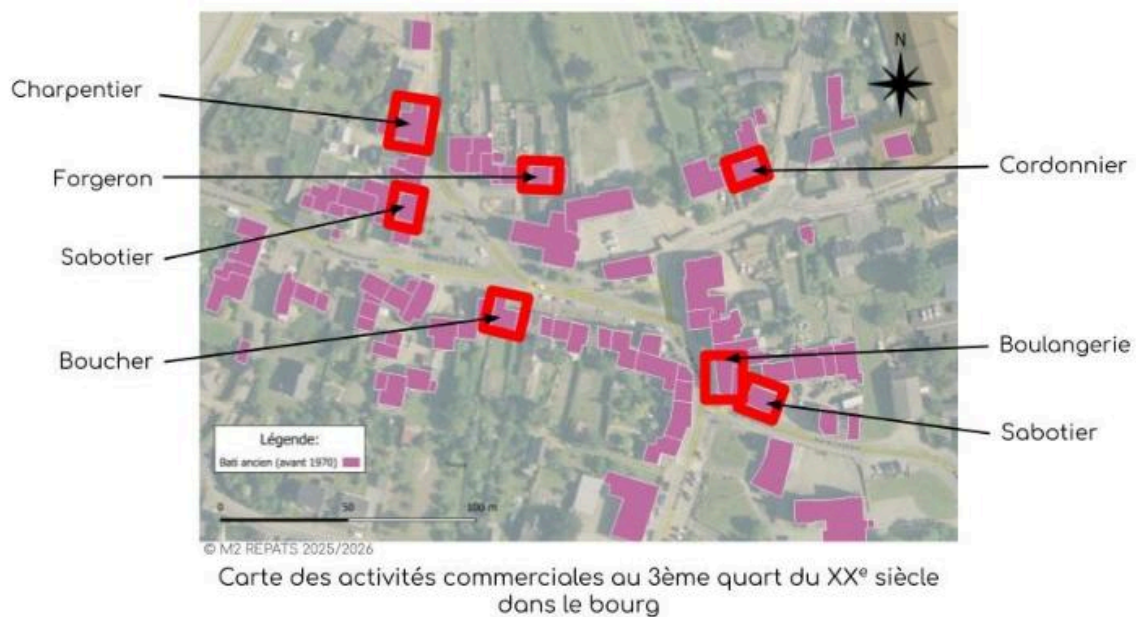 N
Charpentier
Forgeron
Sabotier
Boucher
Cordonnier
Boulangerie
Sabotier
Légende:
Bati ancien (avant 1970)
0 50 100 m
© M2 REPATS 2025/2026
Carte des activités commerciales au 3ème quart du XXe siècle
dans le bourg